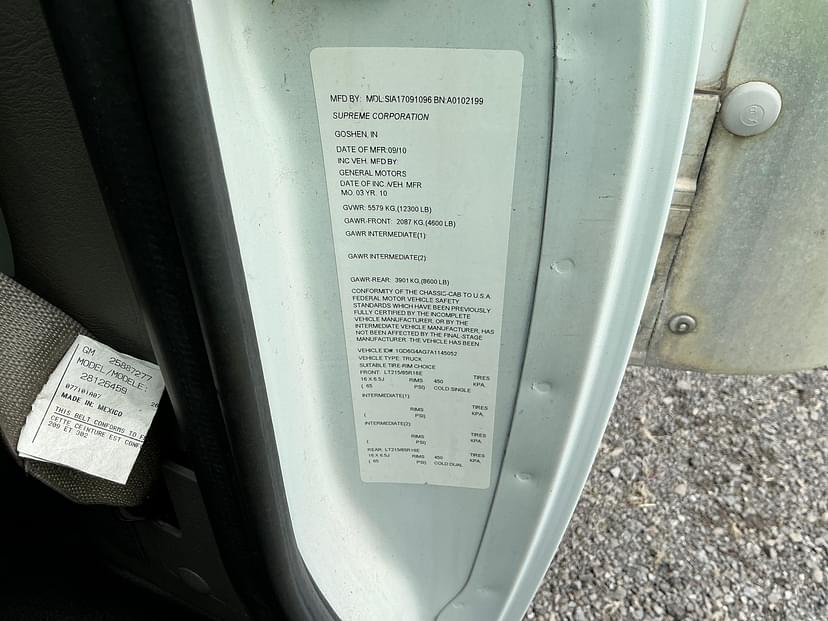 MFD BY: MDL:SIA17091096 BN:A0102199
SUPREME CORPORATION
GOSHEN, IN
DATE OF MFR:09/10
INC VEH. MFD BY:
GENERAL MOTORS
DATE OF INC.VEH. MFR
MO. 03 YR. 10
GVWR: 5579 KG,(12300 LB)
GAWR-FRONT: 2087 KG,(4600 LB)
GAWR INTERMEDIATE(1):
GAWR INTERMEDIATE(2)
GAWR-REAR: 3901 KG,(8600 LB)
CONFORMITY OF THE CHASSIS-CAB TO U.S.A.
FEDERAL MOTOR VEHICLE SAFETY
STANDARDS WHICH HAVE BEEN PREVIOUSLY
FULLY CERTIFIED BY THE INCOMPLETE
VEHICLE MANUFACTURER, OR BY THE
INTERMEDIATE VEHICLE MANUFACTURER, HAS
NOT BEEN AFFECTED BY THE FINAL-STAGE
MANUFACTURER. THE VEHICLE HAS BEEN
VEHICLE ID#: 1GD6G4AG7A1145052
VEHICLE TYPE: TRUCK
SUITABLE TIRE-RIM CHOICE
FRONT: LT215/85R16E TIRES
16 X 6.5J RIMS 450 KPA,
( 65 PSI) COLD SINGLE
INTERMEDIATE(1)
RIMS TIRES
( PSI) KPA,
INTERMEDIATE(2)
RIMS TIRES
( PSI) KPA,
REAR: LT215/85R16E
16 X 6.5J RIMS 450 TIRES
( 65 PSI) COLD DUAL KPA,
GM 25887277
MODEL/MODELE:
28126459 20
077101A07
MADE IN: MEXICO
THIS BELT CONFORMS TO F
CETTE CEINTURE EST CONF
209 ET 302